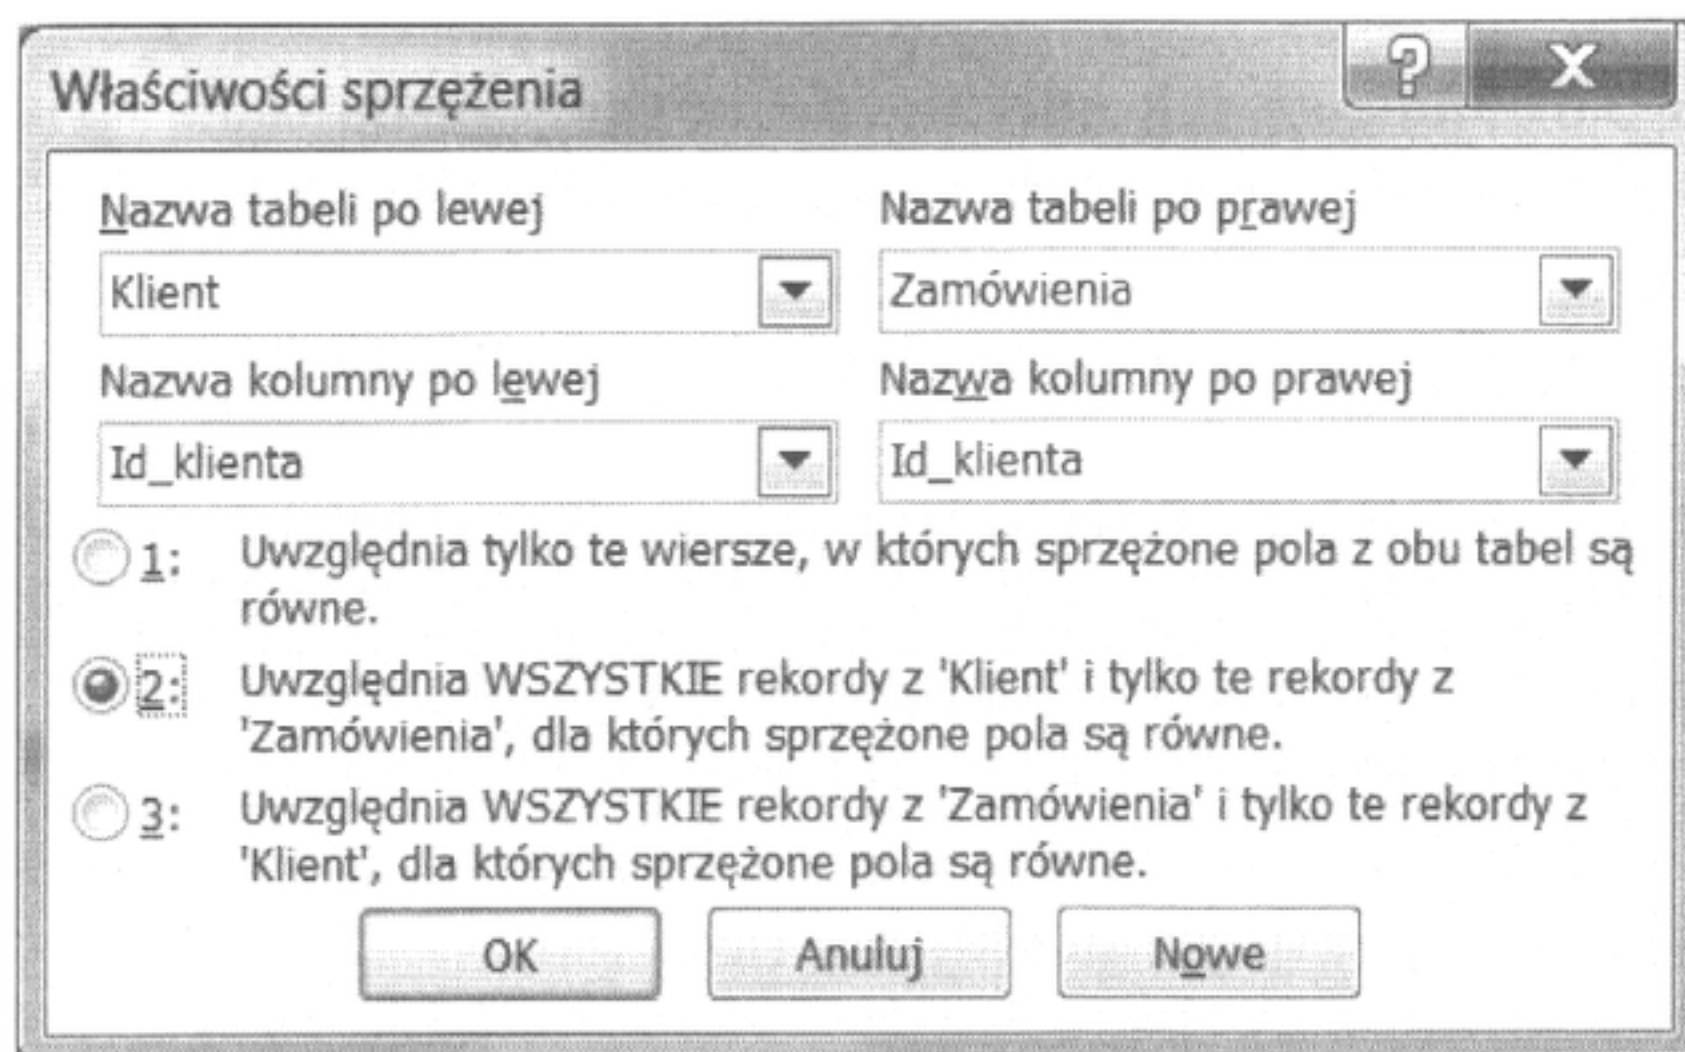 Właściwości sprzężenia
Nazwa tabeli po lewej
Nazwa tabeli po prawej
Klient
Zamówienia
Nazwa kolumny po lewej
Nazwa kolumny po prawej
Id_klienta
Id_klienta
1: Uwzględnia tylko te wiersze, w których sprzężone pola z obu tabel są
równe.
2: Uwzględnia WSZYSTKIE rekordy z 'Klient' i tylko te rekordy z
'Zamówienia', dla których sprzężone pola są równe.
3: Uwzględnia WSZYSTKIE rekordy z 'Zamówienia' i tylko te rekordy z
'Klient', dla których sprzężone pola są równe.
OK
Anuluj
Nowe